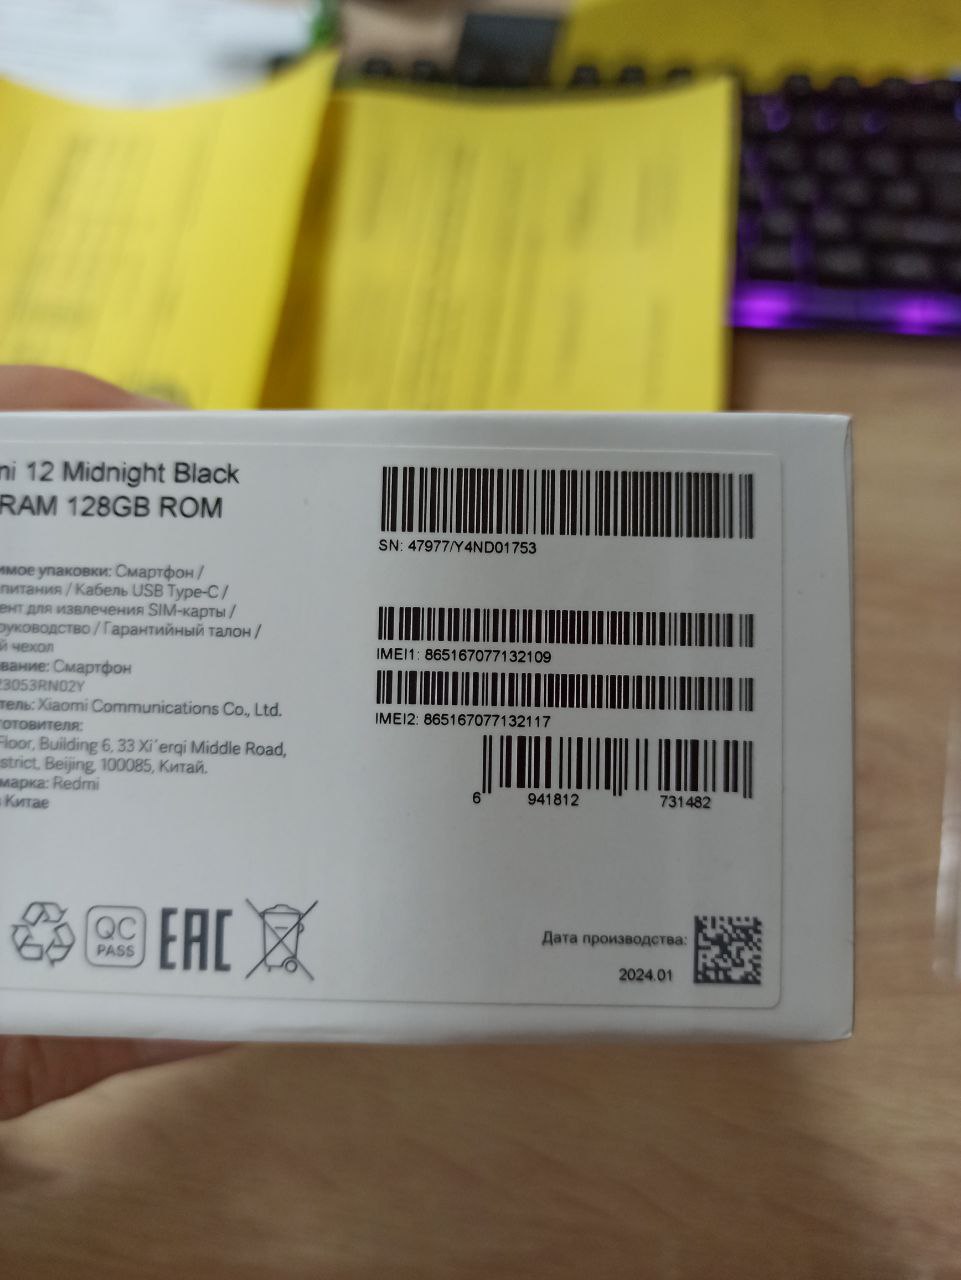 ni 12 Midnight Black
RAM 128GB ROM
имое упаковки: Смартфон /
питания / Кабель USB Type-C /
ент для извлечения SIM-карты /
руководство / Гарантийный талон /
й чехол
вание: Смартфон
23053RN02Y
тель: Xiaomi Communications Co., Ltd.
готовителя:
Floor, Building 6, 33 Xi´erqi Middle Road,
strict, Beijing, 100085, Китай.
марка: Redmi
в Китае
SN: 47977/Y4ND01753
IMEI1: 865167077132109
IMEI2: 865167077132117
6 941812 731482
QC
PASS
EAC
Дата производства:
2024.01